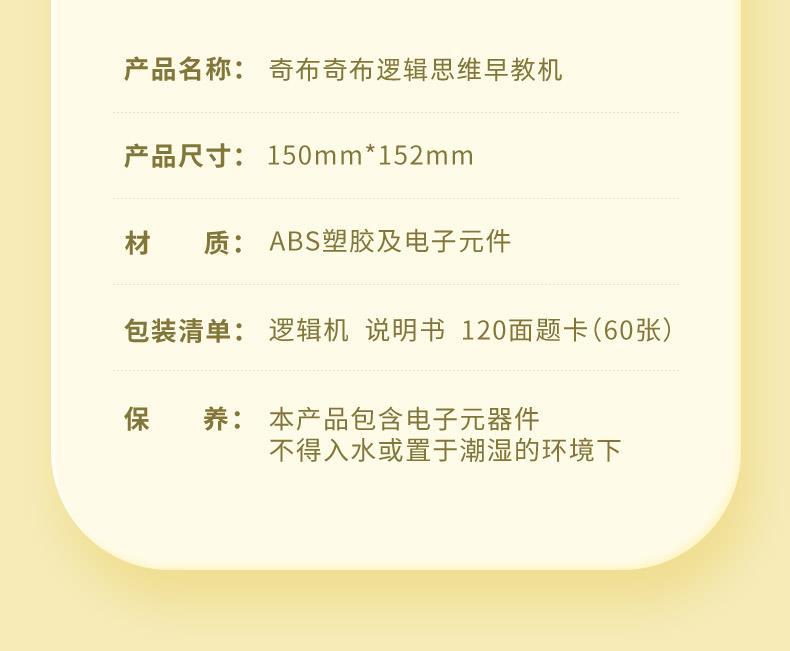 产品名称： 奇布奇布逻辑思维早教机
产品尺寸： 150mm*152mm
材 质： ABS塑胶及电子元件
包装清单： 逻辑机 说明书 120面题卡（60张）
保 养： 本产品包含电子元器件
不得入水或置于潮湿的环境下